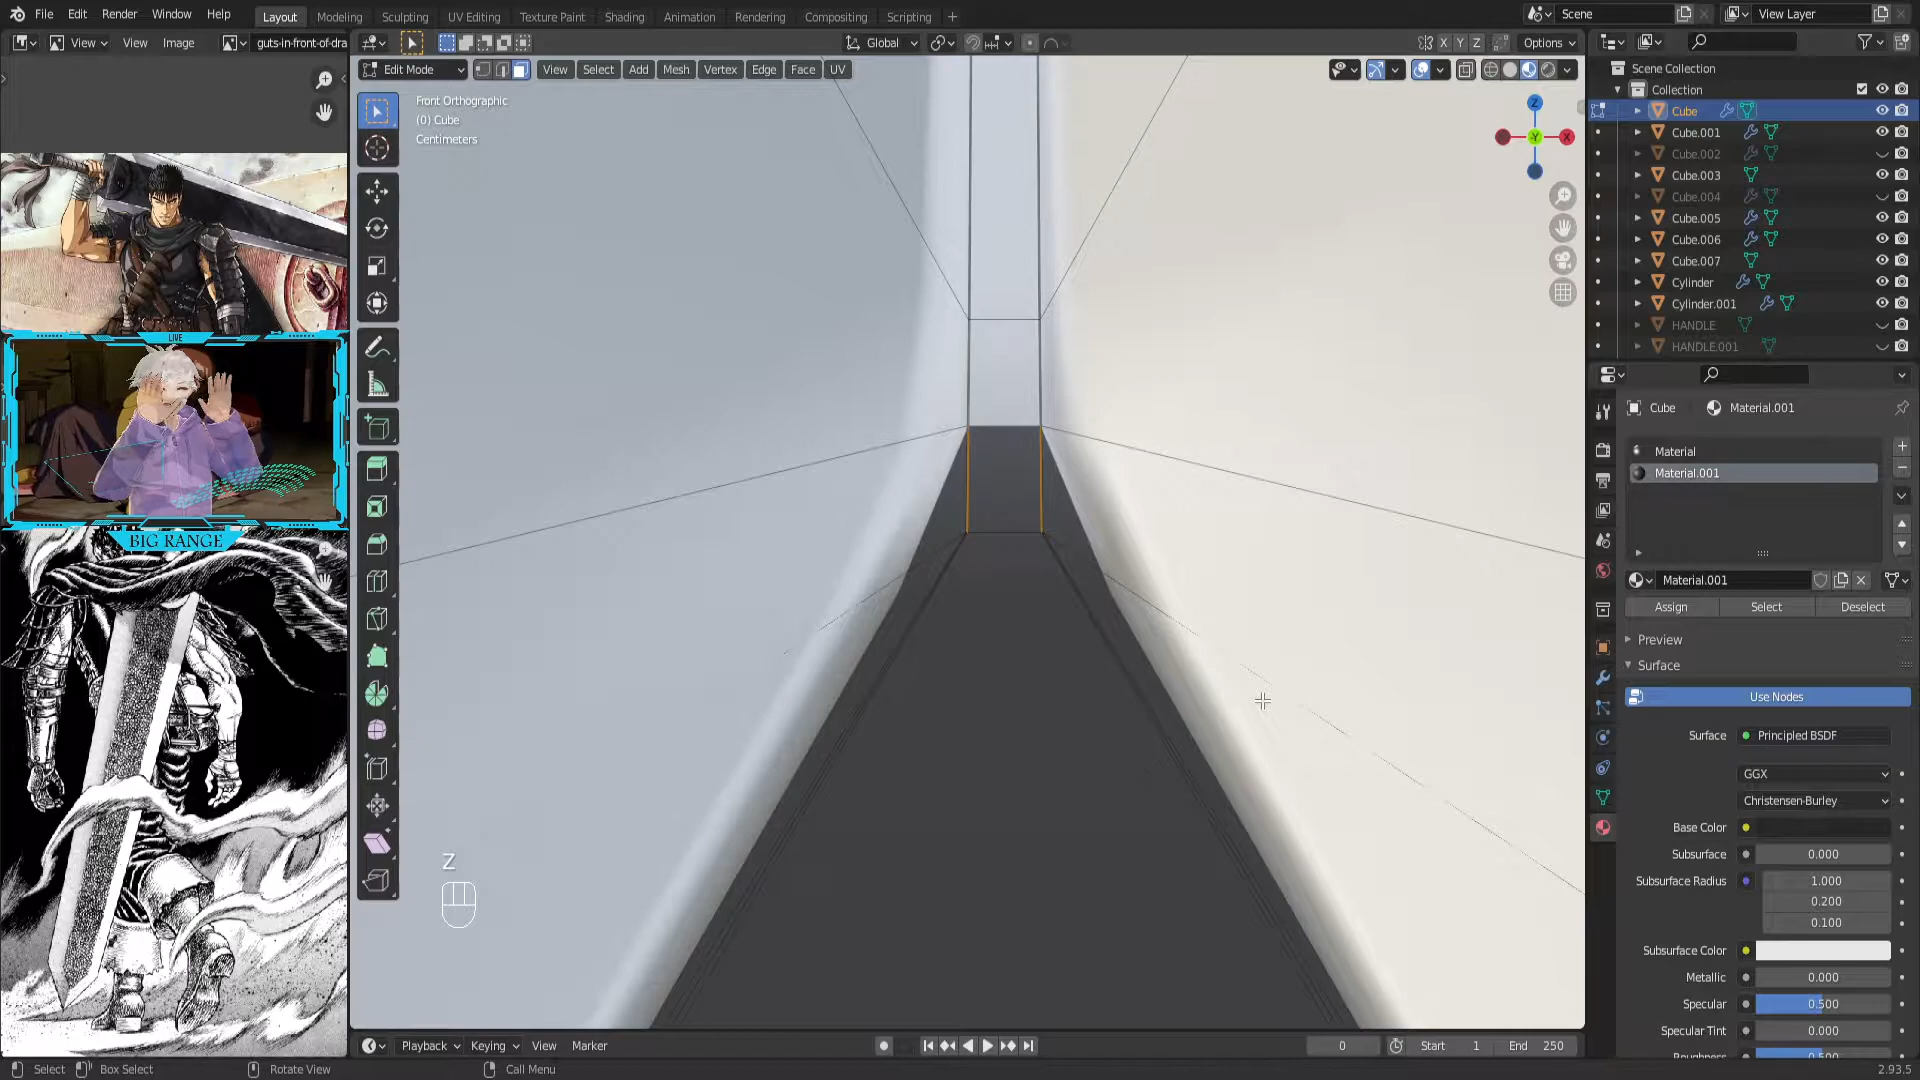 File Edit Render Window Help
Layout Modeling Sculpting UV Editing Texture Paint Shading Animation Rendering Compositing Scripting +
Scene
View Layer
View View Image guts-in-front-of-dra
Global
X Y Z
Options
Edit Mode View Select Add Mesh Vertex Edge Face UV
Front Orthographic
(0) Cube
Centimeters
Z
Y
X
Scene Collection
Collection
Cube
Cube.001
Cube.002
Cube.003
Cube.004
Cube.005
Cube.006
Cube.007
Cylinder
Cylinder.001
HANDLE
HANDLE.001
LIVE
BIG RANGE
Cube Material.001
Material
Material.001
Material.001
Assign Select Deselect
Preview
Surface
Use Nodes
Surface Principled BSDF
GGX
Christensen-Burley
Base Color
Subsurface 0.000
Subsurface Radius 1.000
0.200
0.100
Subsurface Color
Metallic 0.000
Specular 0.500
Specular Tint 0.000
Roughness 0.500
Z
Playback Keying View Marker
0 Start 1 End 250
Select Box Select Rotate View Call Menu
2.93.5